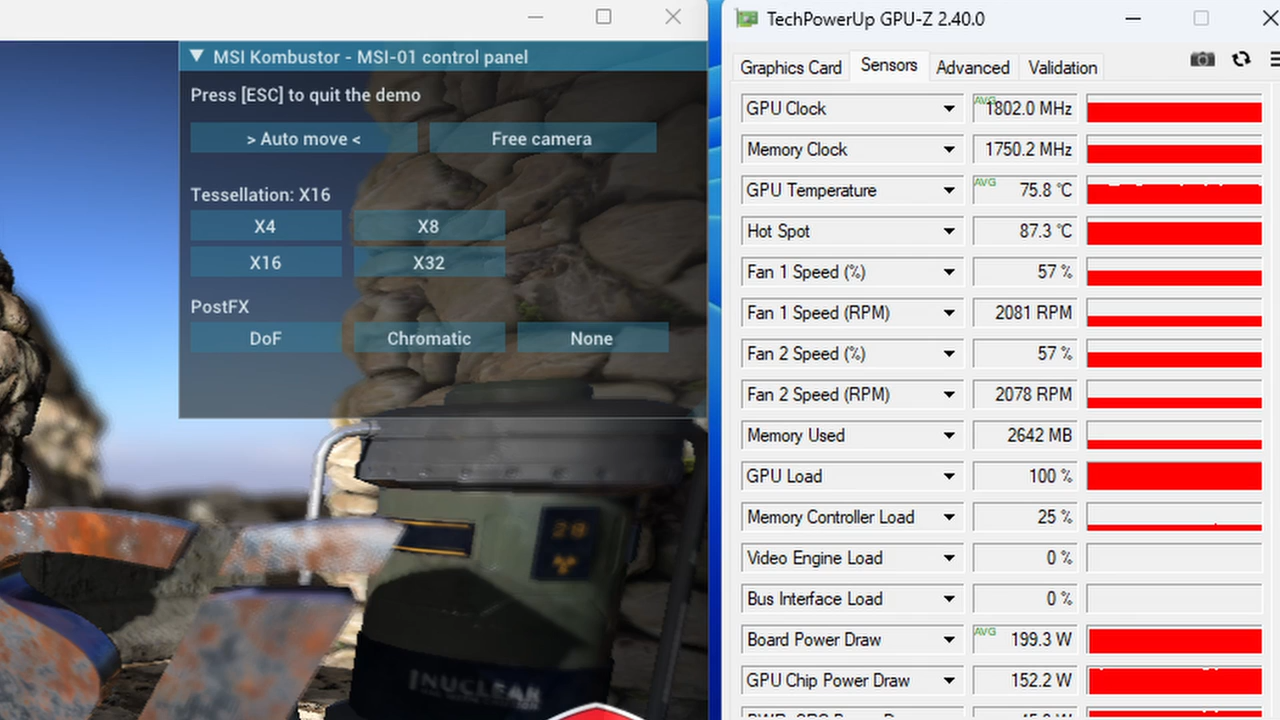 MSI Kombustor - MSI-01 control panel
Press [ESC] to quit the demo
> Auto move <
Free camera
Tessellation: X16
X4
X8
X16
X32
PostFX
DoF
Chromatic
None
28
NUCLEAR
TechPowerUp GPU-Z 2.40.0
Graphics Card
Sensors
Advanced
Validation
GPU Clock AVG 1802.0 MHz
Memory Clock 1750.2 MHz
GPU Temperature AVG 75.8 °C
Hot Spot 87.3 °C
Fan 1 Speed (%) 57 %
Fan 1 Speed (RPM) 2081 RPM
Fan 2 Speed (%) 57 %
Fan 2 Speed (RPM) 2078 RPM
Memory Used 2642 MB
GPU Load 100 %
Memory Controller Load 25 %
Video Engine Load 0 %
Bus Interface Load 0 %
Board Power Draw AVG 199.3 W
GPU Chip Power Draw 152.2 W